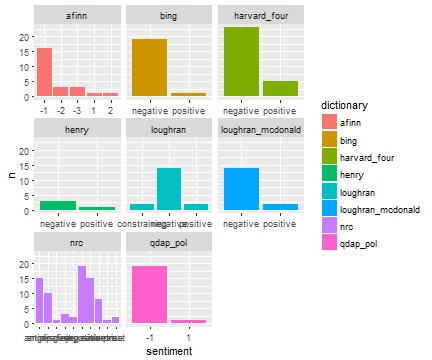 afinn bing harvard_four
20
15
10
5
0
-1 -2 -3 1 2 negative positive negative positive
henry loughran loughran_mcdonald
20
15
10
5
0
negative positive constraining negative positive negative positive
nrc qdap_pol
20
15
10
5
0
-1 1
n
sentiment
dictionary
afinn
bing
harvard_four
henry
loughran
loughran_mcdonald
nrc
qdap_pol